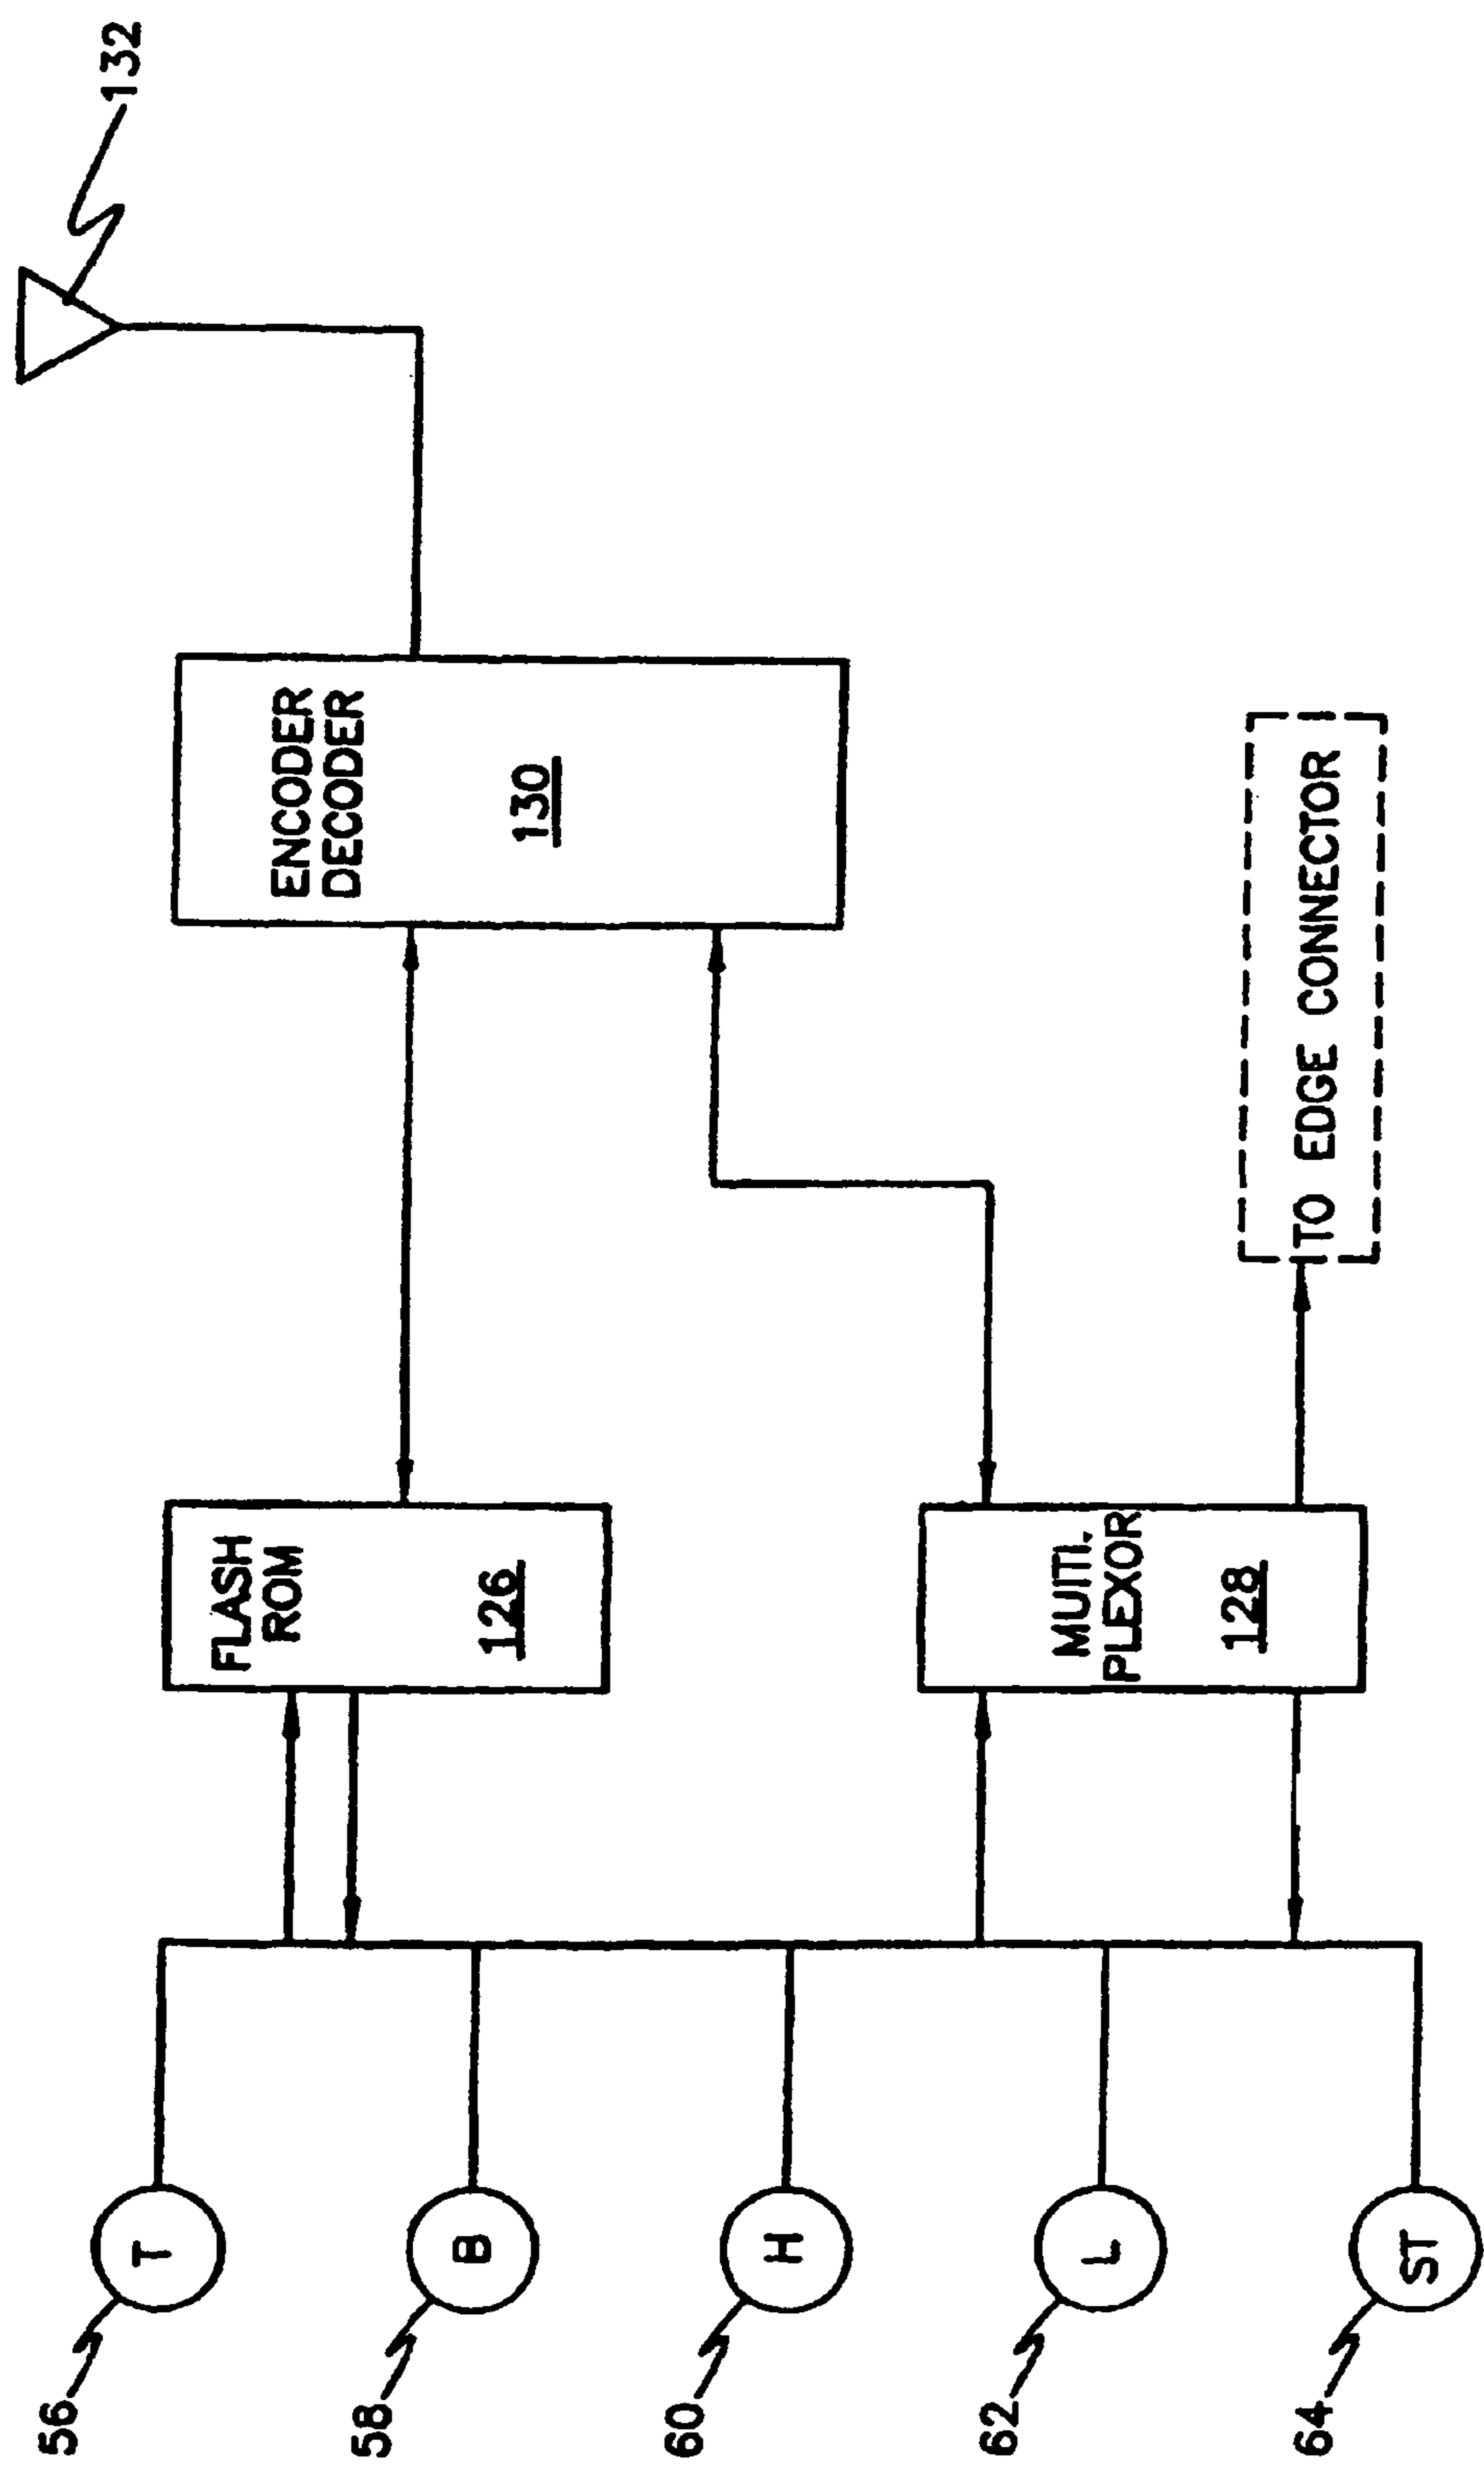 132
ENCODER
DECODER
130
TO EDGE CONNECTOR
FLASH
ROM
126
MUITI.
PLEXOR
128
T
B
H
L
ST
56
58
60
62
64